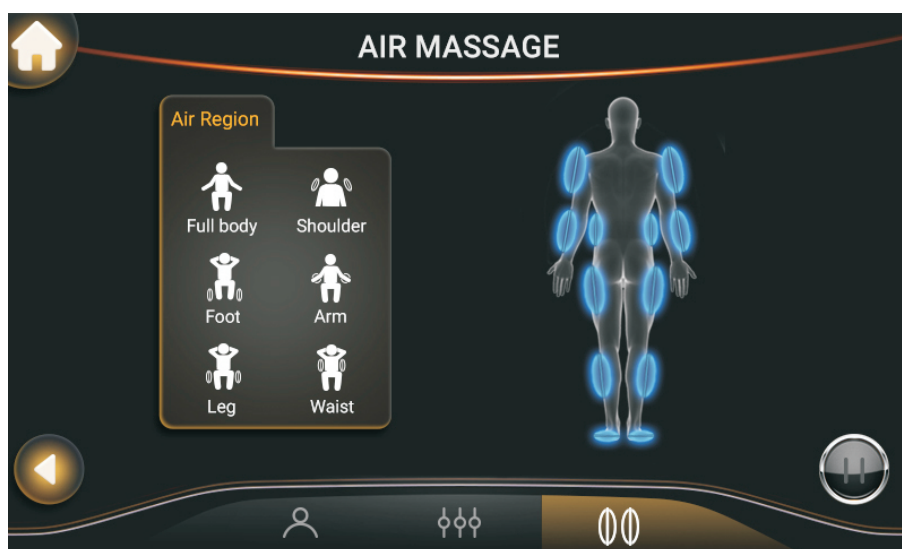 AIR MASSAGE
Air Region
Full body
Shoulder
Foot
Arm
Leg
Waist